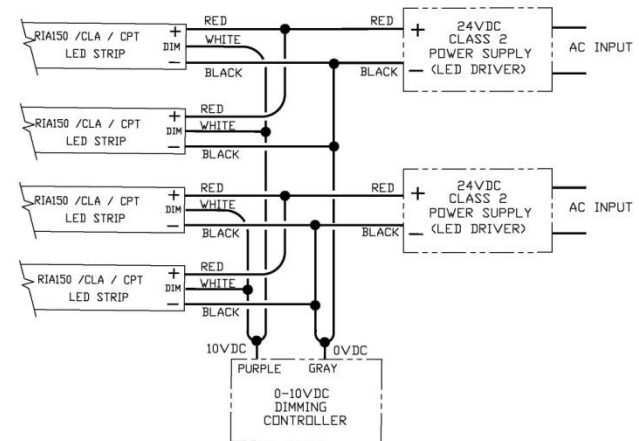 RED
RED
RIA150 /CLA / CPT
+
WHITE
+
24VDC
DIM
CLASS 2
LED STRIP
−
POWER SUPPLY
AC INPUT
BLACK
BLACK
−
(LED DRIVER)
RED
RIA150 /CLA / CPT
+
WHITE
DIM
LED STRIP
−
BLACK
RED
RED
RIA150 /CLA / CPT
+
WHITE
+
24VDC
DIM
CLASS 2
LED STRIP
−
POWER SUPPLY
AC INPUT
BLACK
BLACK
−
(LED DRIVER)
RED
RIA150 /CLA / CPT
+
WHITE
DIM
LED STRIP
−
BLACK
10VDC
0VDC
PURPLE
GRAY
0-10VDC
DIMMING
CONTROLLER